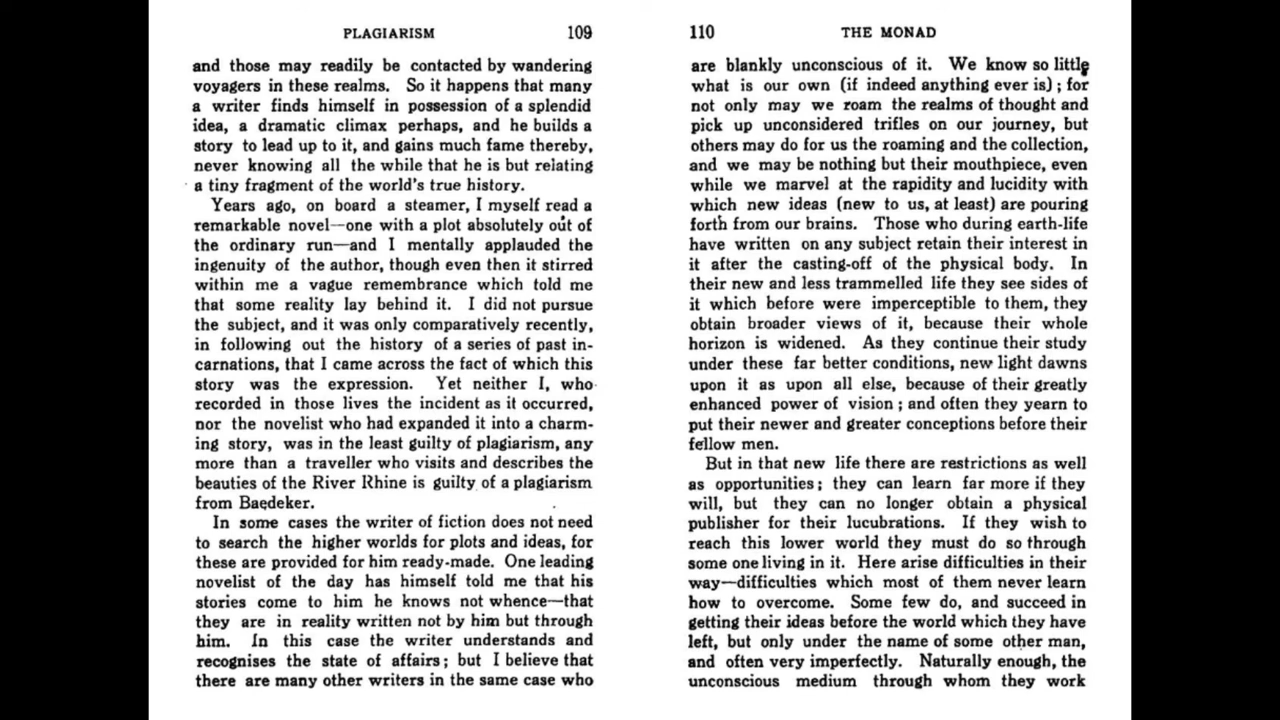 PLAGIARISM 109
and those may readily be contacted by wandering
voyagers in these realms. So it happens that many
a writer finds himself in possession of a splendid
idea, a dramatic climax perhaps, and he builds a
story to lead up to it, and gains much fame thereby,
never knowing all the while that he is but relating
a tiny fragment of the world's true history.
Years ago, on board a steamer, I myself read a
remarkable novel—one with a plot absolutely out of
the ordinary run—and I mentally applauded the
ingenuity of the author, though even then it stirred
within me a vague remembrance which told me
that some reality lay behind it. I did not pursue
the subject, and it was only comparatively recently,
in following out the history of a series of past in-
carnations, that I came across the fact of which this
story was the expression. Yet neither I, who
recorded in those lives the incident as it occurred,
nor the novelist who had expanded it into a charm-
ing story, was in the least guilty of plagiarism, any
more than a traveller who visits and describes the
beauties of the River Rhine is guilty of a plagiarism
from Baedeker.
In some cases the writer of fiction does not need
to search the higher worlds for plots and ideas, for
these are provided for him ready-made. One leading
novelist of the day has himself told me that his
stories come to him he knows not whence—that
they are in reality written not by him but through
him. In this case the writer understands and
recognises the state of affairs; but I believe that
there are many other writers in the same case who
110 THE MONAD
are blankly unconscious of it. We know so little
what is our own (if indeed anything ever is); for
not only may we roam the realms of thought and
pick up unconsidered trifles on our journey, but
others may do for us the roaming and the collection,
and we may be nothing but their mouthpiece, even
while we marvel at the rapidity and lucidity with
which new ideas (new to us, at least) are pouring
forth from our brains. Those who during earth-life
have written on any subject retain their interest in
it after the casting-off of the physical body. In
their new and less trammelled life they see sides of
it which before were imperceptible to them, they
obtain broader views of it, because their whole
horizon is widened. As they continue their study
under these far better conditions, new light dawns
upon it as upon all else, because of their greatly
enhanced power of vision; and often they yearn to
put their newer and greater conceptions before their
fellow men.
But in that new life there are restrictions as well
as opportunities; they can learn far more if they
will, but they can no longer obtain a physical
publisher for their lucubrations. If they wish to
reach this lower world they must do so through
some one living in it. Here arise difficulties in their
way—difficulties which most of them never learn
how to overcome. Some few do, and succeed in
getting their ideas before the world which they have
left, but only under the name of some other man,
and often very imperfectly. Naturally enough, the
unconscious medium through whom they work